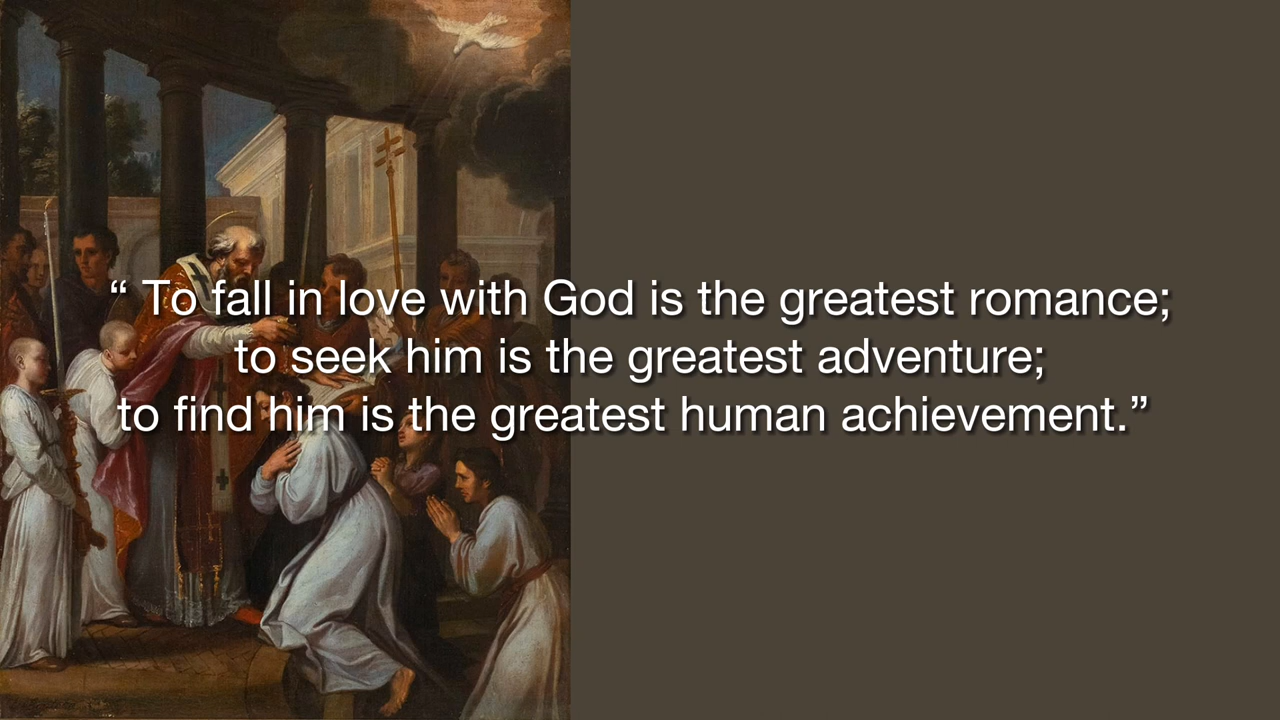 “ To fall in love with God is the greatest romance;
to seek him is the greatest adventure;
to find him is the greatest human achievement.”